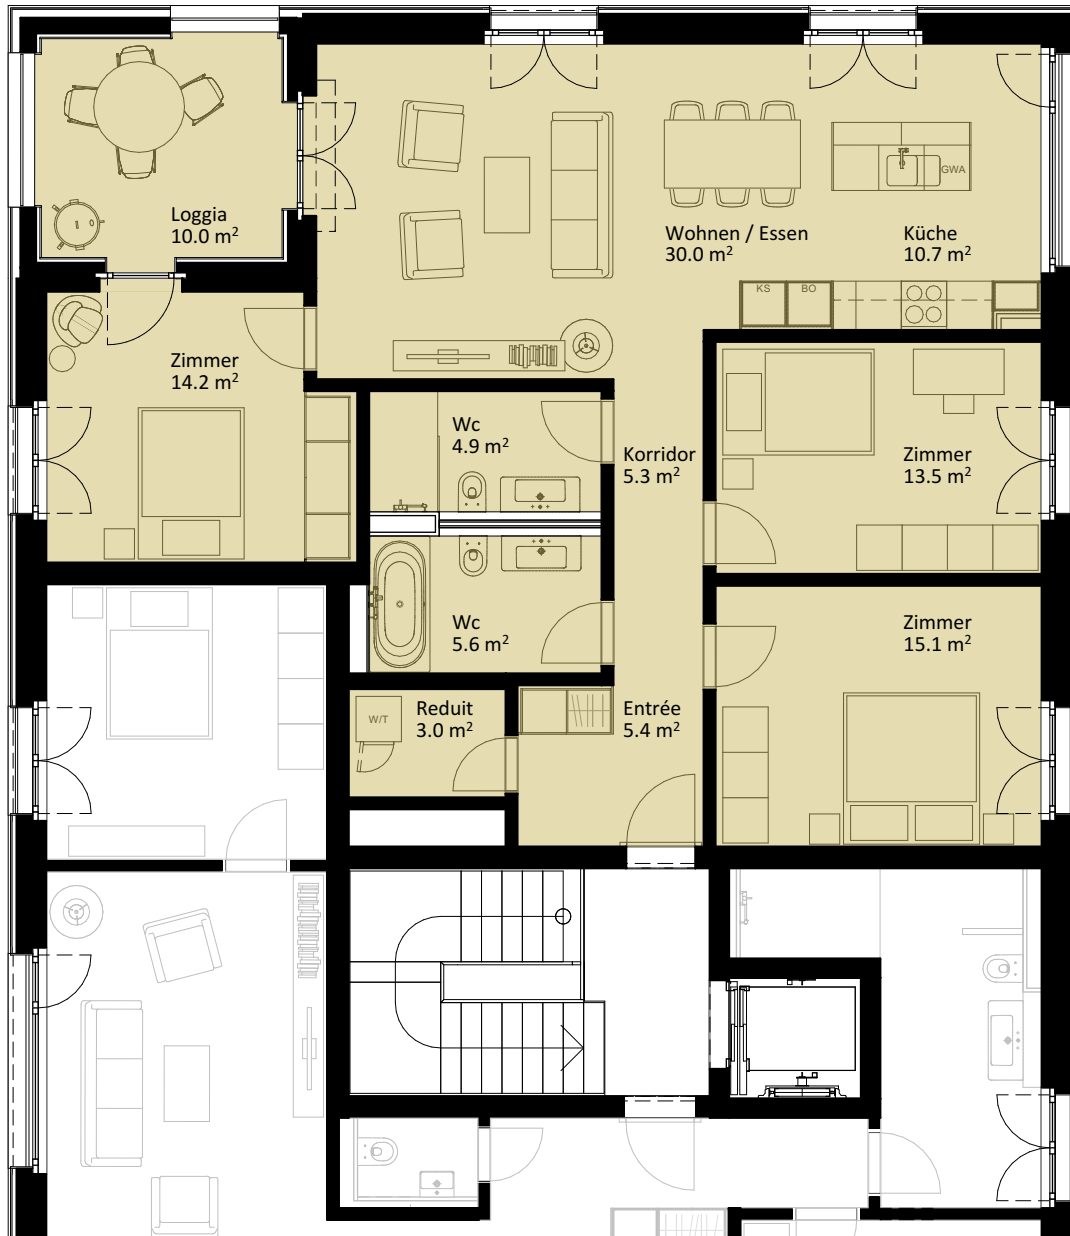 Loggia
10.0 m²
Wohnen / Essen
30.0 m²
Küche
10.7 m²
GWA
KS
BO
Zimmer
14.2 m²
Wc
4.9 m²
Korridor
5.3 m²
Zimmer
13.5 m²
Wc
5.6 m²
Zimmer
15.1 m²
Reduit
3.0 m²
W/T
Entrée
5.4 m²